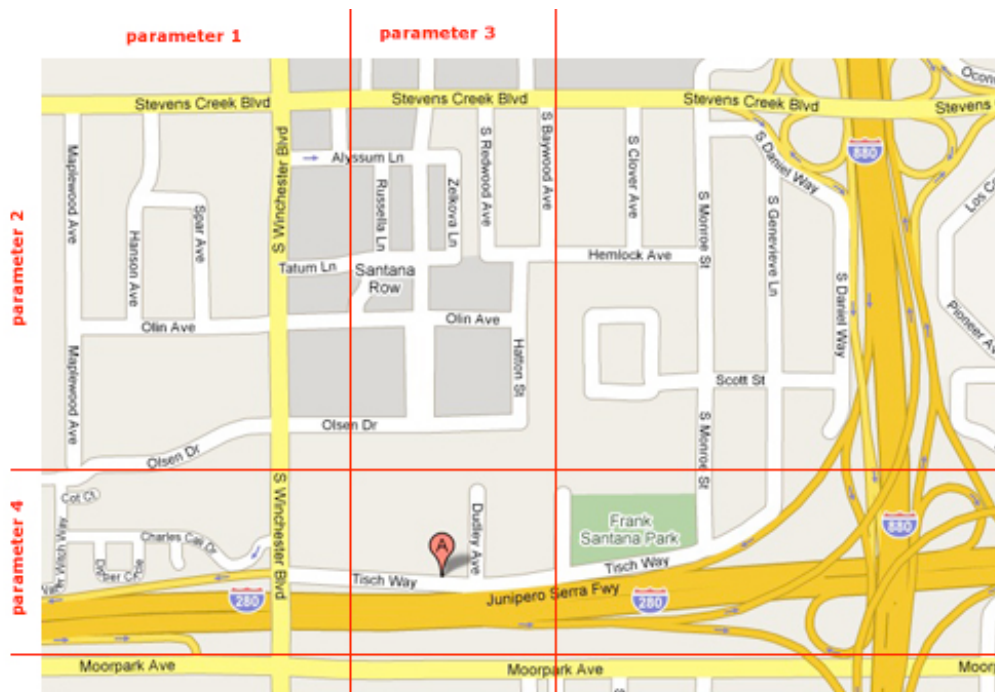 parameter 1
parameter 3
parameter 2
parameter 4
Stevens Creek Blvd
Stevens Creek Blvd
Stevens Creek Blvd
Stevens
Ocon
Maplewood Ave
S Winchester Blvd
Alyssum Ln
S Redwood Ave
S Baywood Ave
S Clover Ave
S Daniel Way
880
Los Co
Spar Ave
Hanson Ave
Russella Ln
Zelkova Ln
S Monroe St
S Genevieve Ln
Tatum Ln
Santana
Row
Hemlock Ave
S Daniel Way
Pioneer Av
Olin Ave
Olin Ave
Maplewood Ave
Hatton St
Scott St
Olsen Dr
Olsen Dr
S Monroe St
S Winchester Blvd
Cot Ct
Dudley Ave
Frank
Santana Park
880
Charles Cali Dr
A
Tisch Way
Tisch Way
Junipero Serra Fwy
280
280
Moorpark Ave
Moorpark Ave
Moor